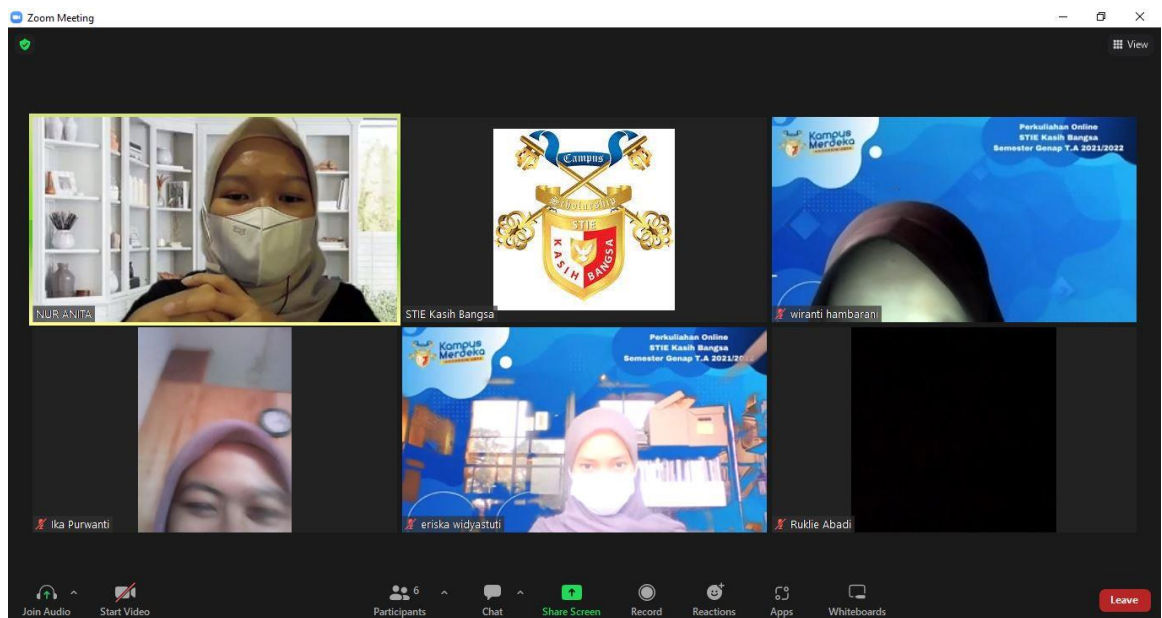 Zoom Meeting
View
Kampus
Merdeka
Perkuliahan Online
STIE Kasih Bangsa
Semester Genap T.A 2021/2022
Campus
Scholarship
STIE
KASIH BANGSA
NUR ANITA
STIE Kasih Bangsa
wiranti hambarani
Kampus
Merdeka
Perkuliahan Online
STIE Kasih Bangsa
Semester Genap T.A 2021/2022
Ika Purwanti
eriska widyastuti
Ruklie Abadi
6
Join Audio
Start Video
Participants
Chat
Share Screen
Record
Reactions
Apps
Whiteboards
Leave